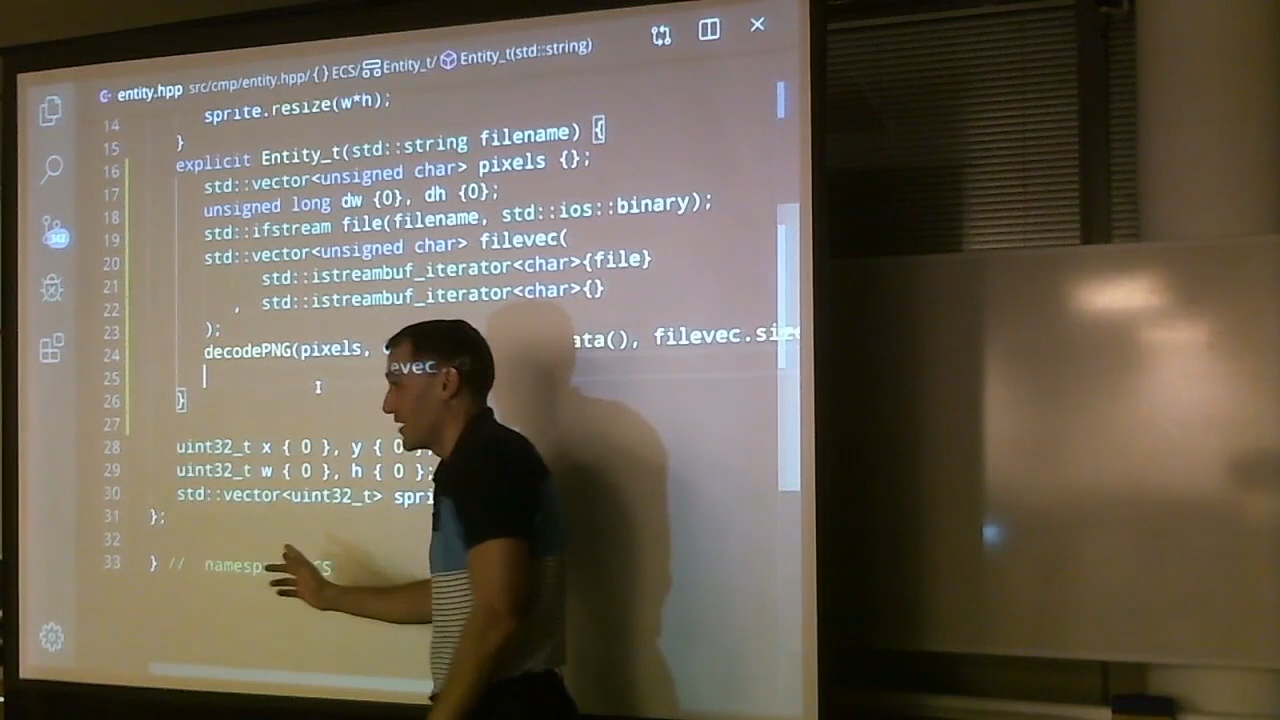 entity.hpp src/cmp/entity.hpp/{}ECS/Entity_t/Entity_t(std::string)
14 sprite.resize(w*h);
15 }
16 explicit Entity_t(std::string filename) {
17 std::vector<unsigned char> pixels {};
18 unsigned long dw {0}, dh {0};
19 std::ifstream file(filename, std::ios::binary);
20 std::vector<unsigned char> filevec(
21 std::istreambuf_iterator<char>{file}
22 , std::istreambuf_iterator<char>{}
23 );
24 decodePNG(pixels, evec ata(), filevec.size
25
26 }
27
28 uint32_t x { 0 }, y { 0 },
29 uint32_t w { 0 }, h { 0 };
30 std::vector<uint32_t> spri
31 };
32
33 } // namesp CS
342